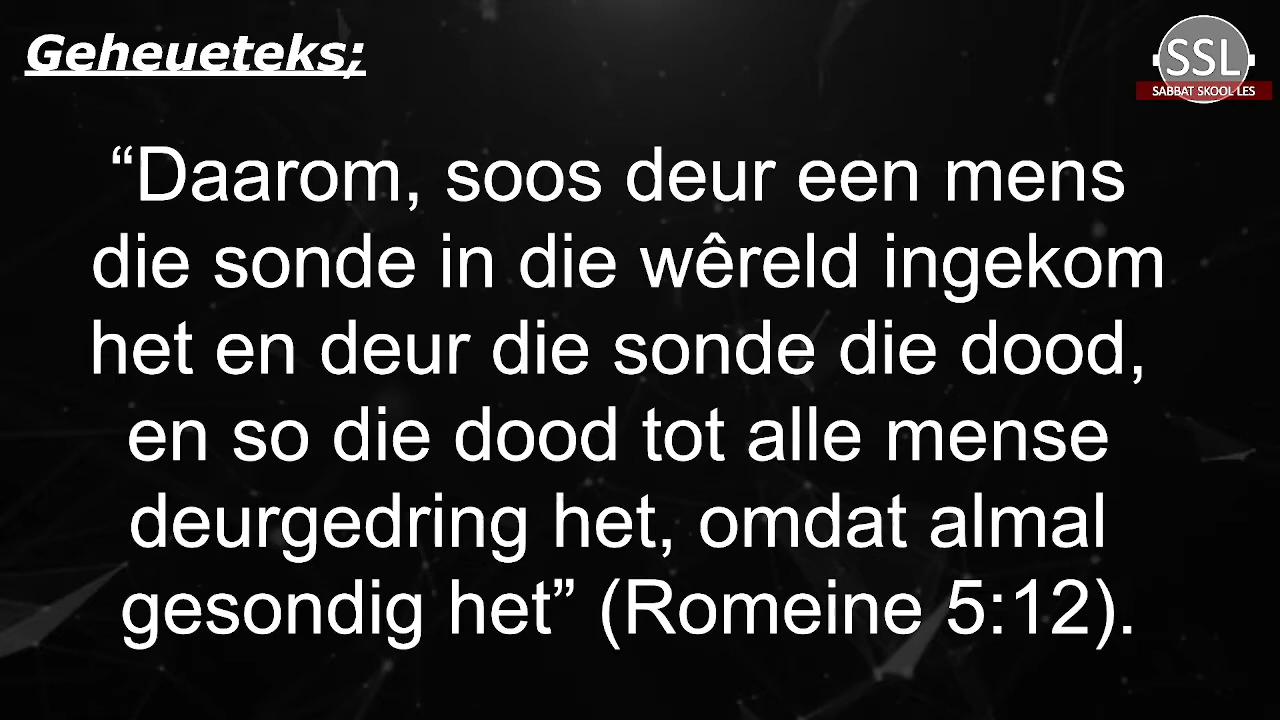 Geheueteks;
SSL
SABBAT SKOOL LES
“Daarom, soos deur een mens
die sonde in die wêreld ingekom
het en deur die sonde die dood,
en so die dood tot alle mense
deurgedring het, omdat almal
gesondig het” (Romeine 5:12).